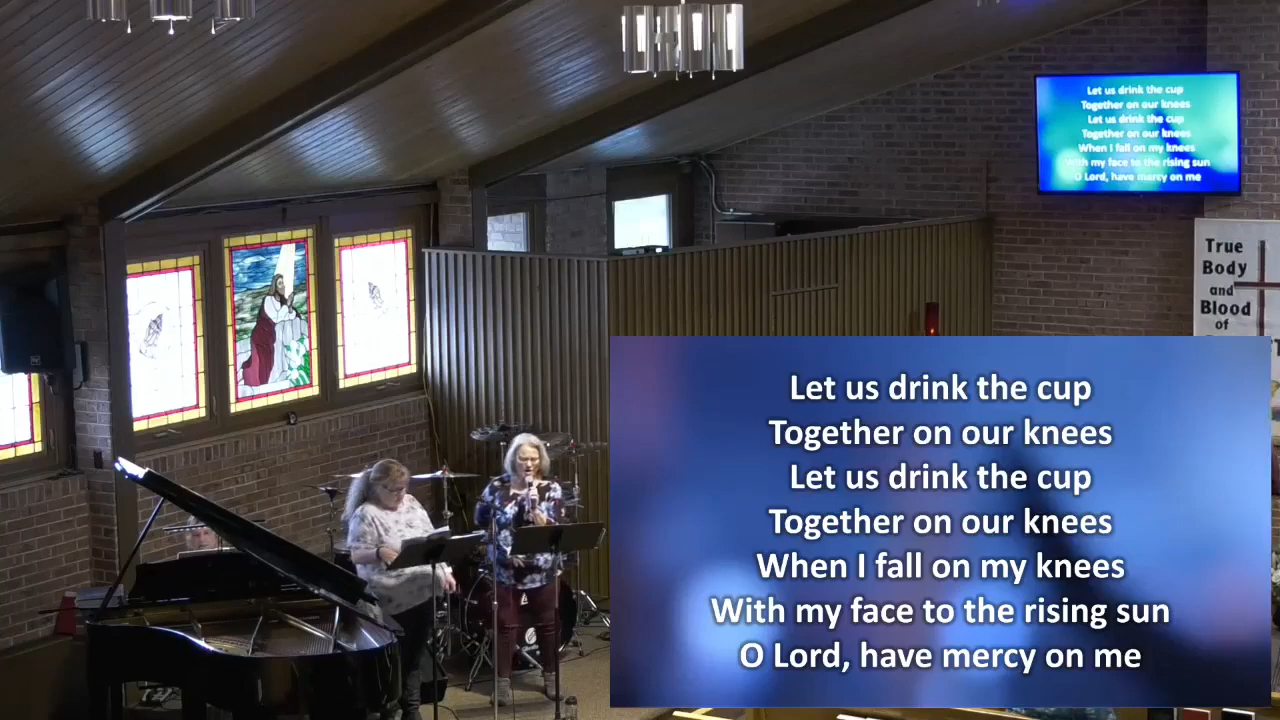 Let us drink the cup
Together on our knees
Let us drink the cup
Together on our knees
When I fall on my knees
With my face to the rising sun
O Lord, have mercy on me
True
Body
and
Blood
of
Let us drink the cup
Together on our knees
Let us drink the cup
Together on our knees
When I fall on my knees
With my face to the rising sun
O Lord, have mercy on me